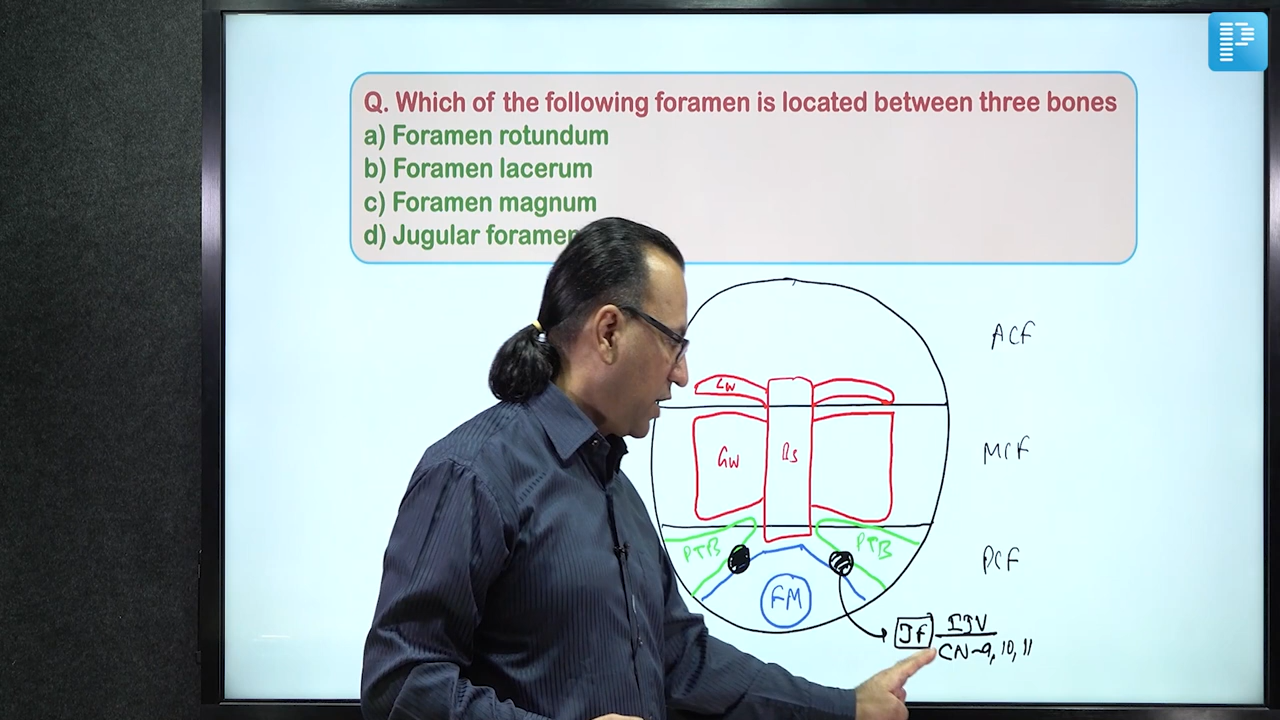 P
Q. Which of the following foramen is located between three bones
a) Foramen rotundum
b) Foramen lacerum
c) Foramen magnum
d) Jugular foramen
ACF
LW
GW
BS
MCF
PTB
PTB
PCF
FM
JF IJV
CN-9, 10, 11